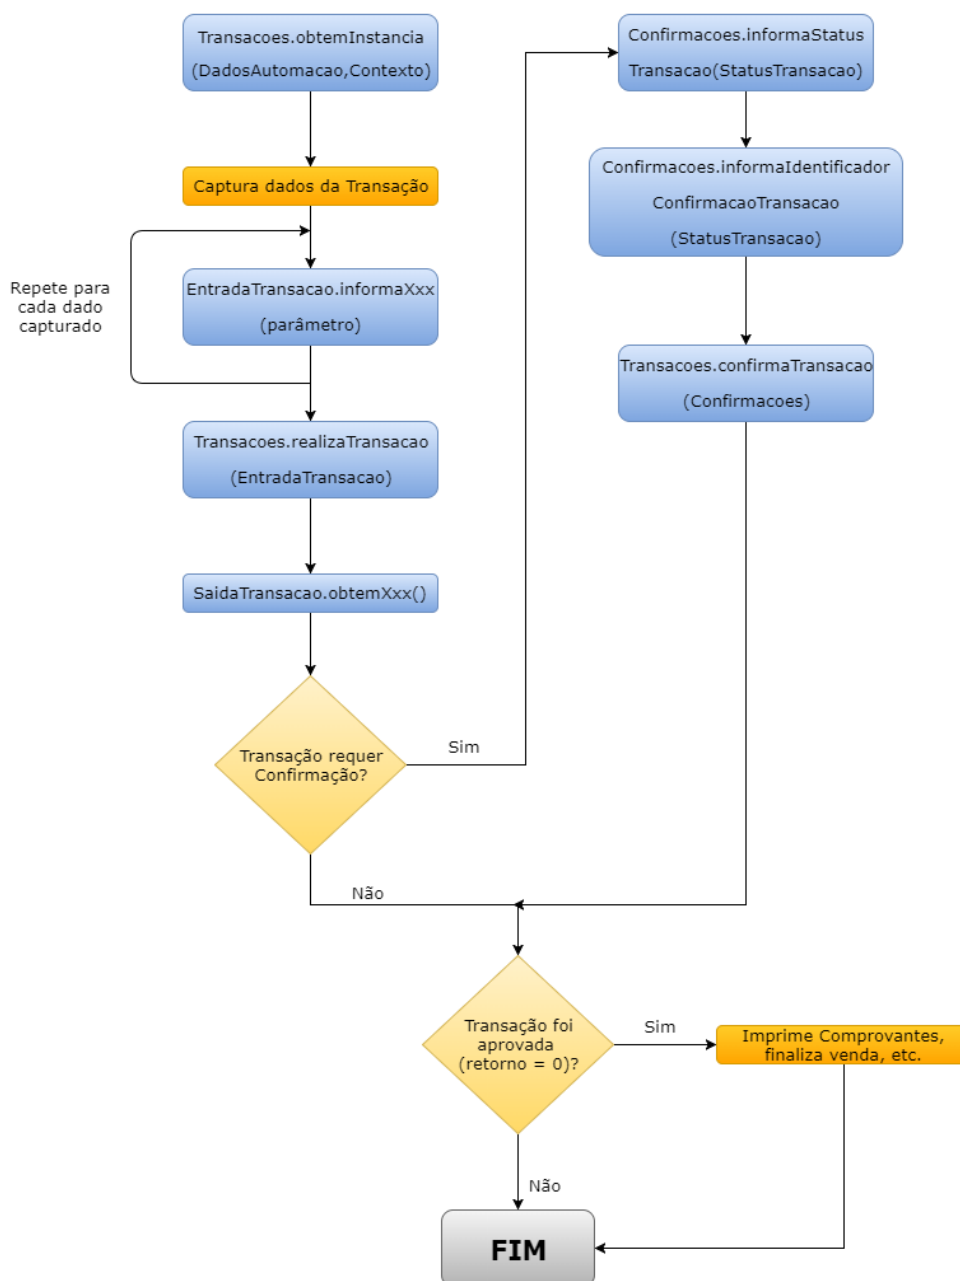 Transacoes.obtemInstancia
(DadosAutomacao,Contexto)
Captura dados da Transação
Repete para
cada dado
capturado
EntradaTransacao.informaXxx
(parâmetro)
Transacoes.realizaTransacao
(EntradaTransacao)
SaidaTransacao.obtemXxx()
Transação requer
Confirmação?
Sim
Não
Confirmacoes.informaStatus
Transacao(StatusTransacao)
Confirmacoes.informaIdentificador
ConfirmacaoTransacao
(StatusTransacao)
Transacoes.confirmaTransacao
(Confirmacoes)
Transação foi
aprovada
(retorno = 0)?
Sim
Imprime Comprovantes,
finaliza venda, etc.
Não
FIM